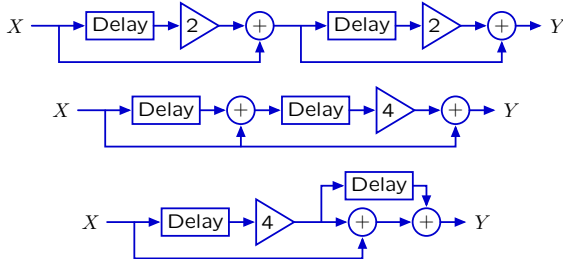 X Delay 2 + Delay 2 + Y
X Delay + Delay 4 + Y
Delay
X Delay 4 + + Y